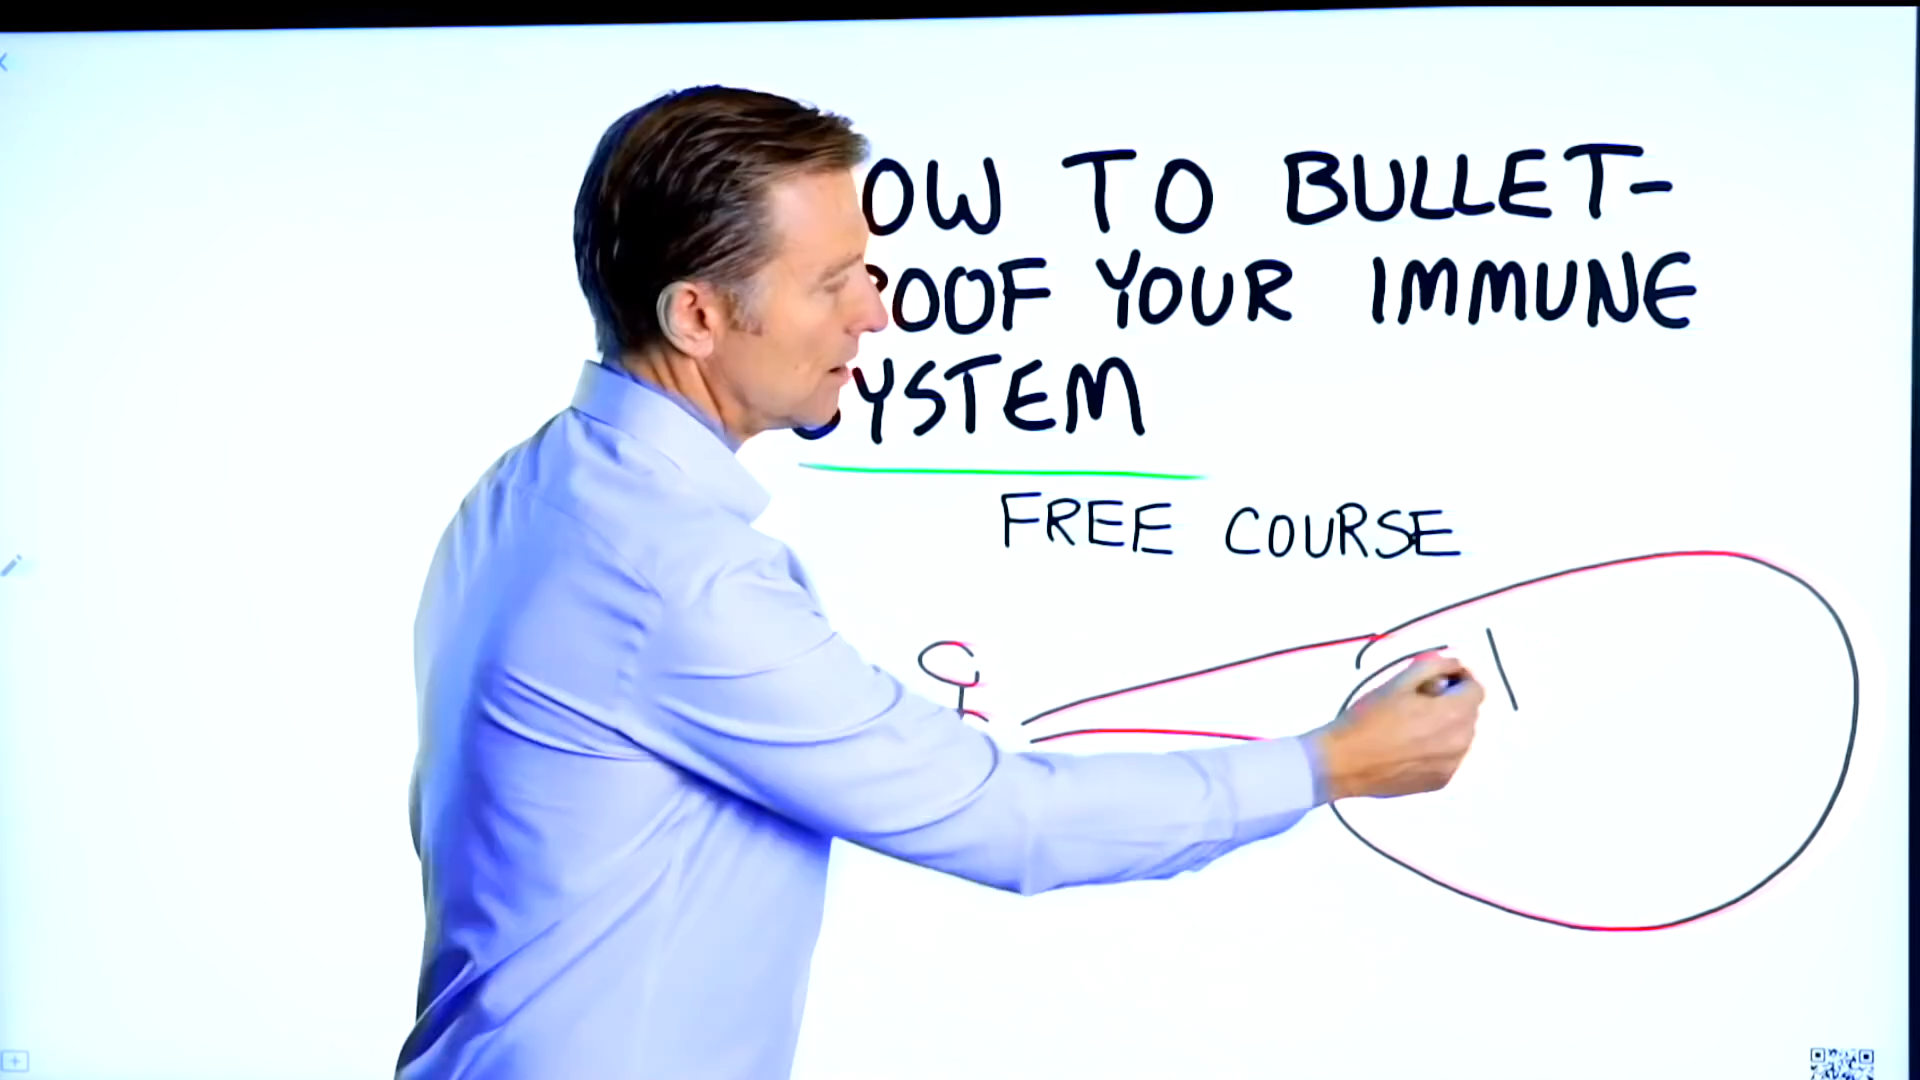 OW TO BULLET-
OOF YOUR IMMUNE
YSTEM
FREE COURSE